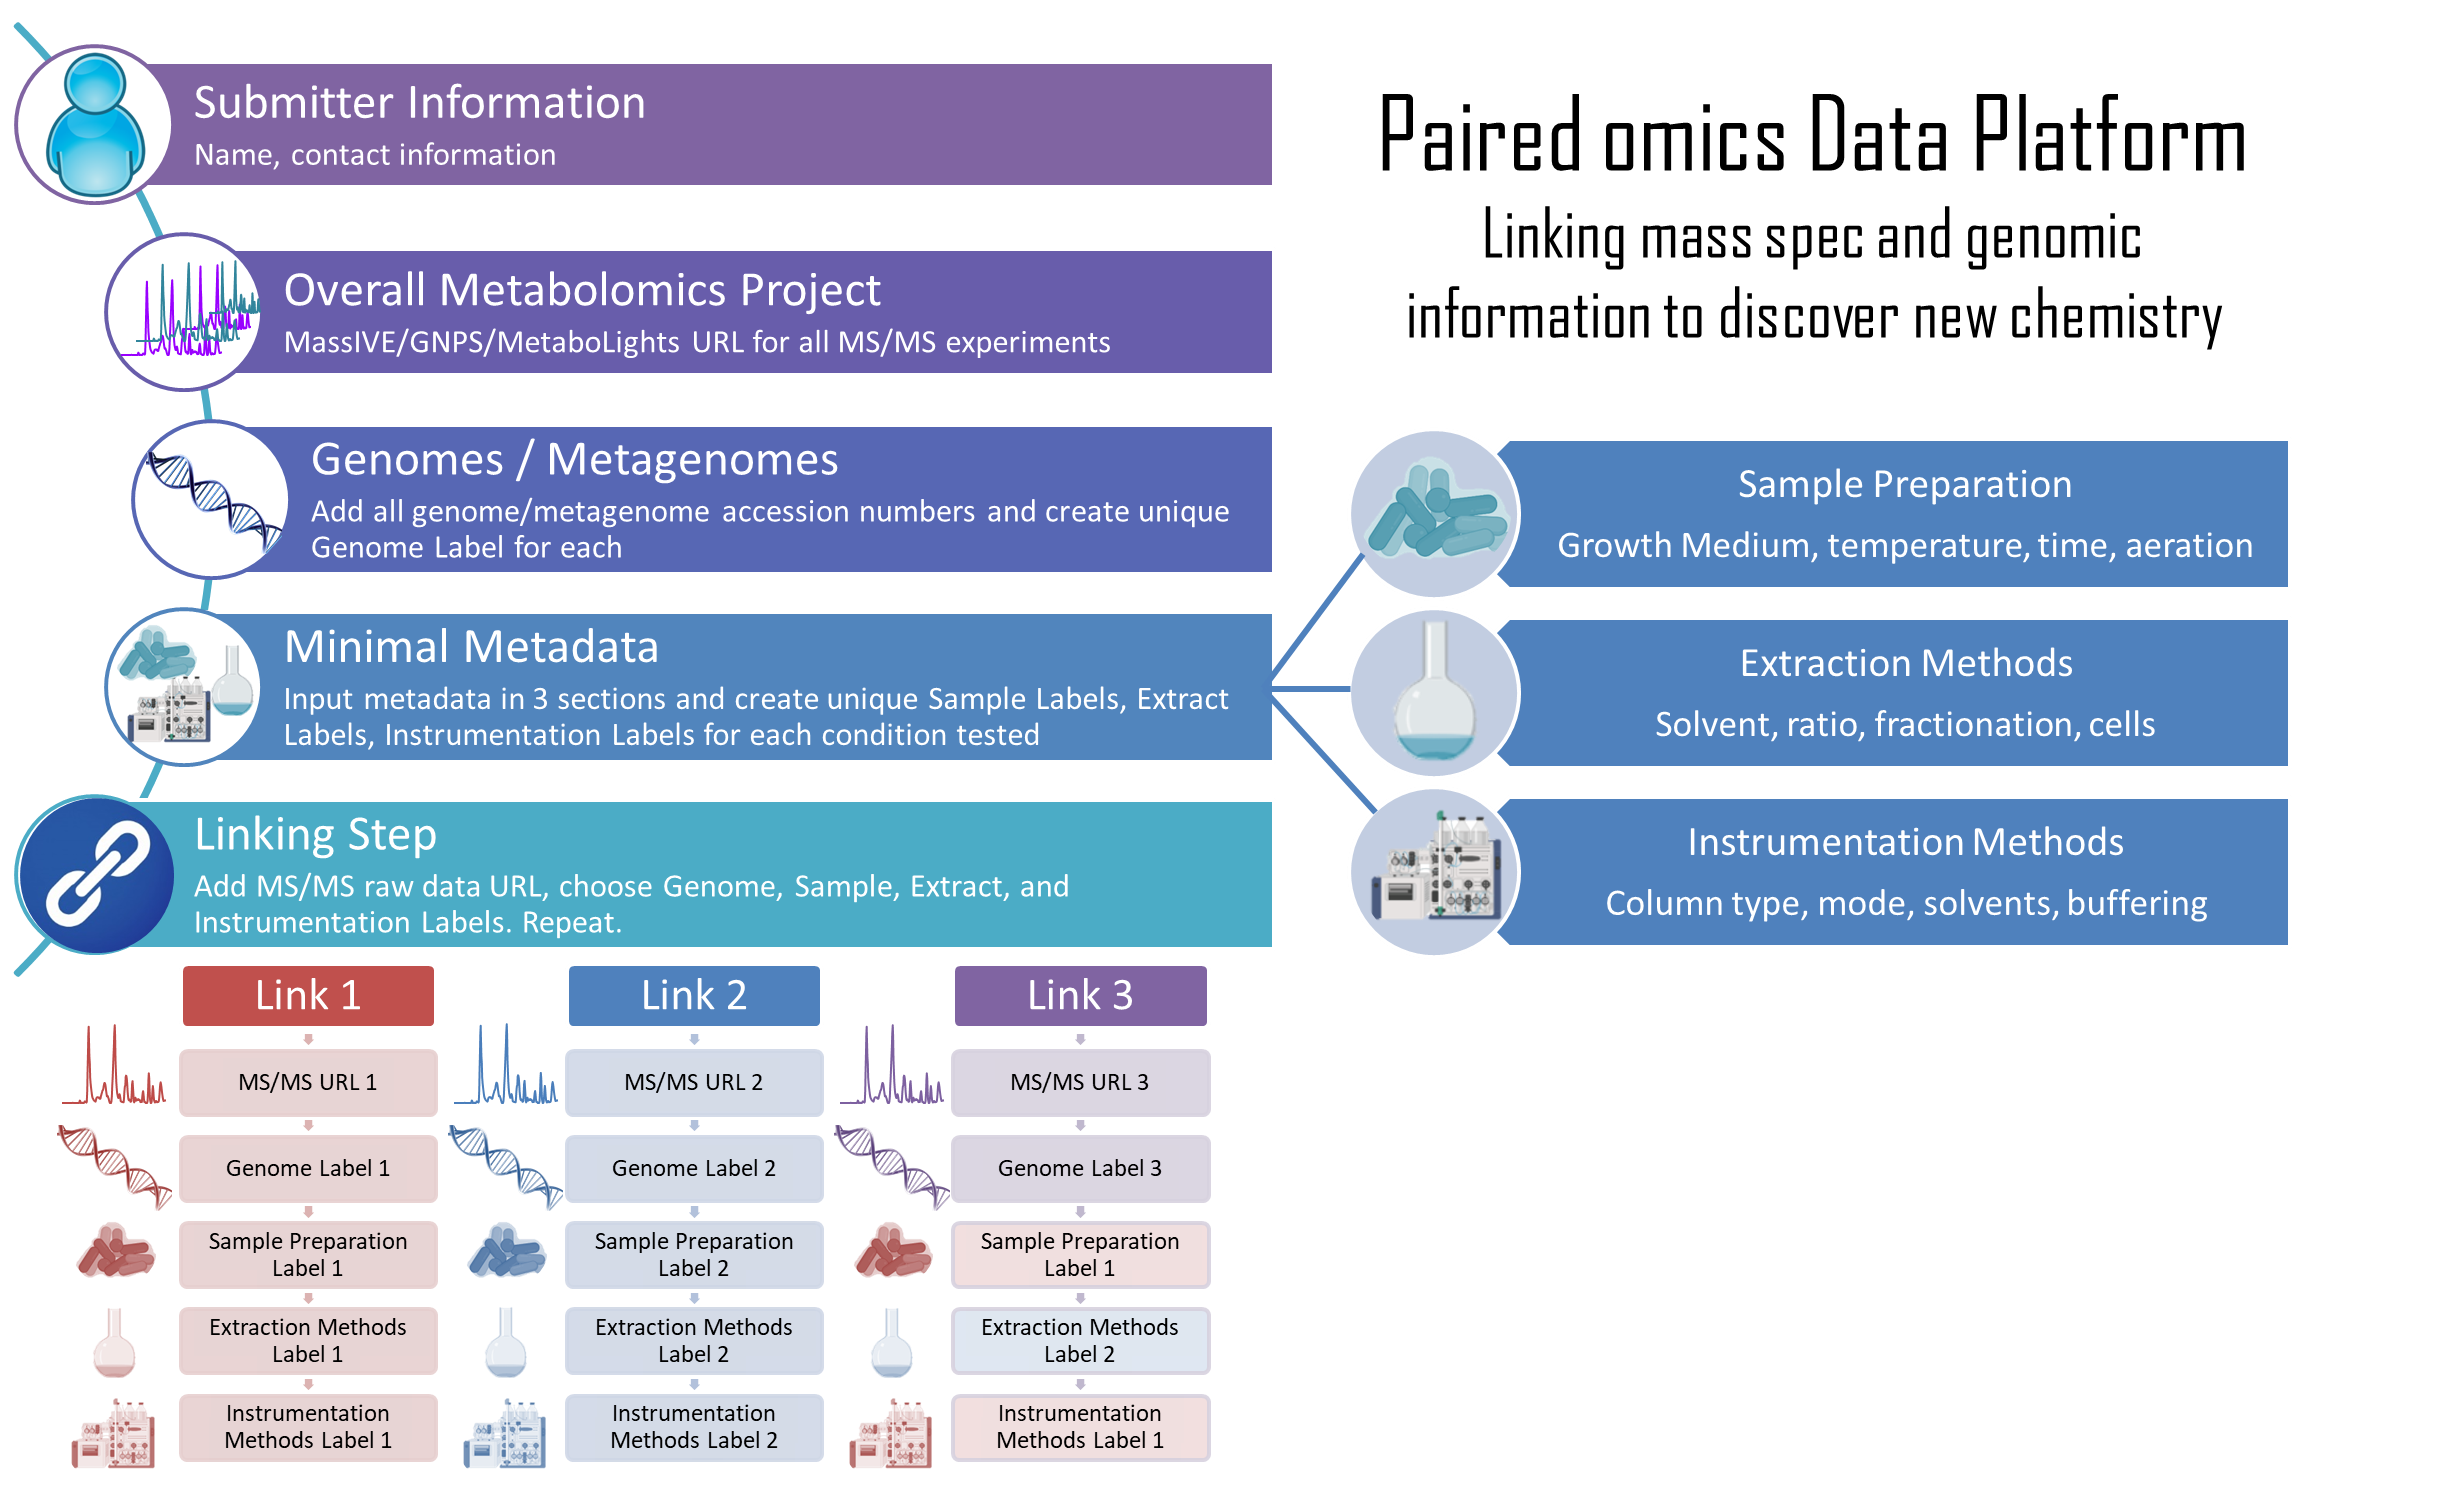 Submitter Information
Name, contact information
Overall Metabolomics Project
MassIVE/GNPS/MetaboLights URL for all MS/MS experiments
Genomes / Metagenomes
Add all genome/metagenome accession numbers and create unique
Genome Label for each
Minimal Metadata
Input metadata in 3 sections and create unique Sample Labels, Extract
Labels, Instrumentation Labels for each condition tested
Linking Step
Add MS/MS raw data URL, choose Genome, Sample, Extract, and
Instrumentation Labels. Repeat.
Paired omics Data Platform
Linking mass spec and genomic
information to discover new chemistry
Sample Preparation
Growth Medium, temperature, time, aeration
Extraction Methods
Solvent, ratio, fractionation, cells
Instrumentation Methods
Column type, mode, solvents, buffering
Link 1
MS/MS URL 1
Genome Label 1
Sample Preparation
Label 1
Extraction Methods
Label 1
Instrumentation
Methods Label 1
Link 2
MS/MS URL 2
Genome Label 2
Sample Preparation
Label 2
Extraction Methods
Label 2
Instrumentation
Methods Label 2
Link 3
MS/MS URL 3
Genome Label 3
Sample Preparation
Label 1
Extraction Methods
Label 2
Instrumentation
Methods Label 1